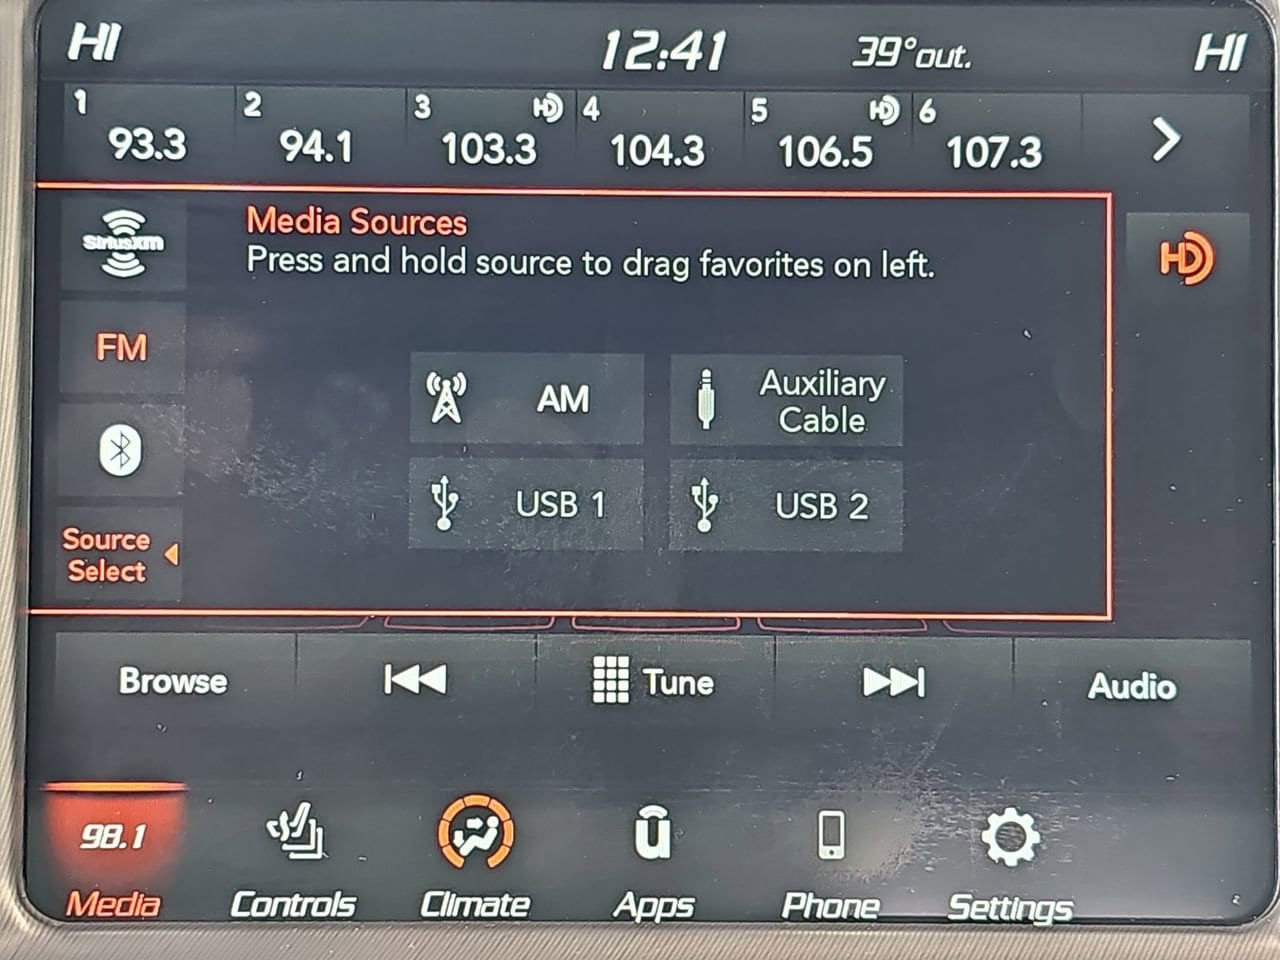 HI 12:41 39°out. HI
1 93.3 2 94.1 3 HD 103.3 4 104.3 5 HD 106.5 6 107.3
SiriusXM
Media Sources
Press and hold source to drag favorites on left.
HD
FM
AM
Auxiliary
Cable
USB 1
USB 2
Source
Select
Browse Tune Audio
98.1
Media Controls Climate Apps Phone Settings